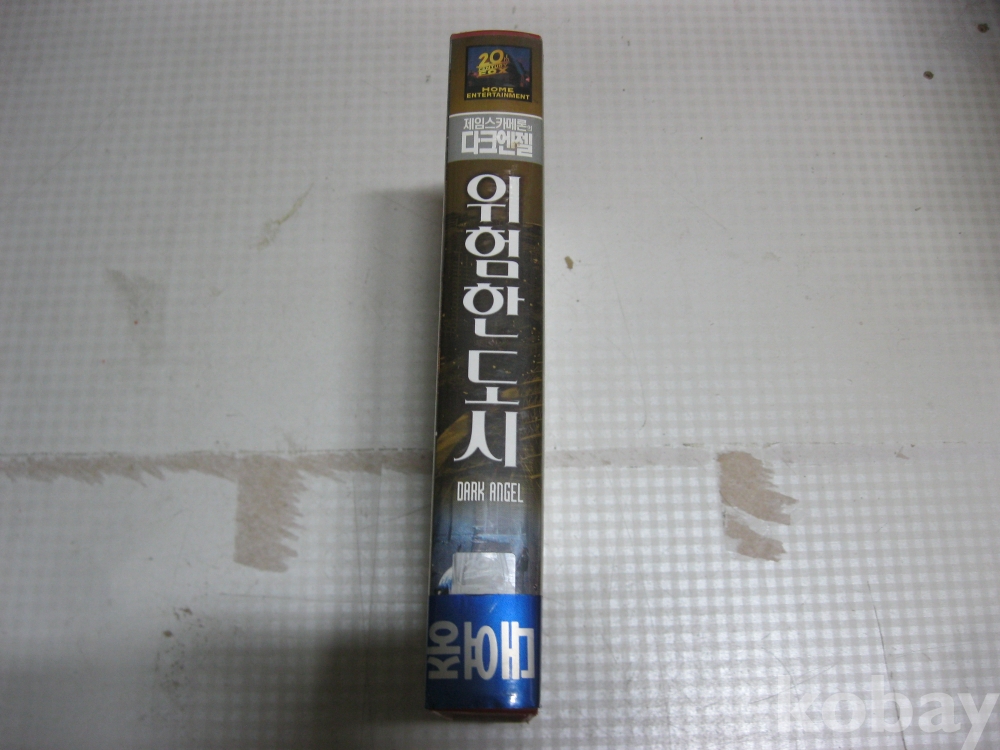 20th
CENTURY
FOX
HOME
ENTERTAINMENT
제임스카메론의
다크엔젤
위험한도시
DARK ANGEL
대여용
kobay